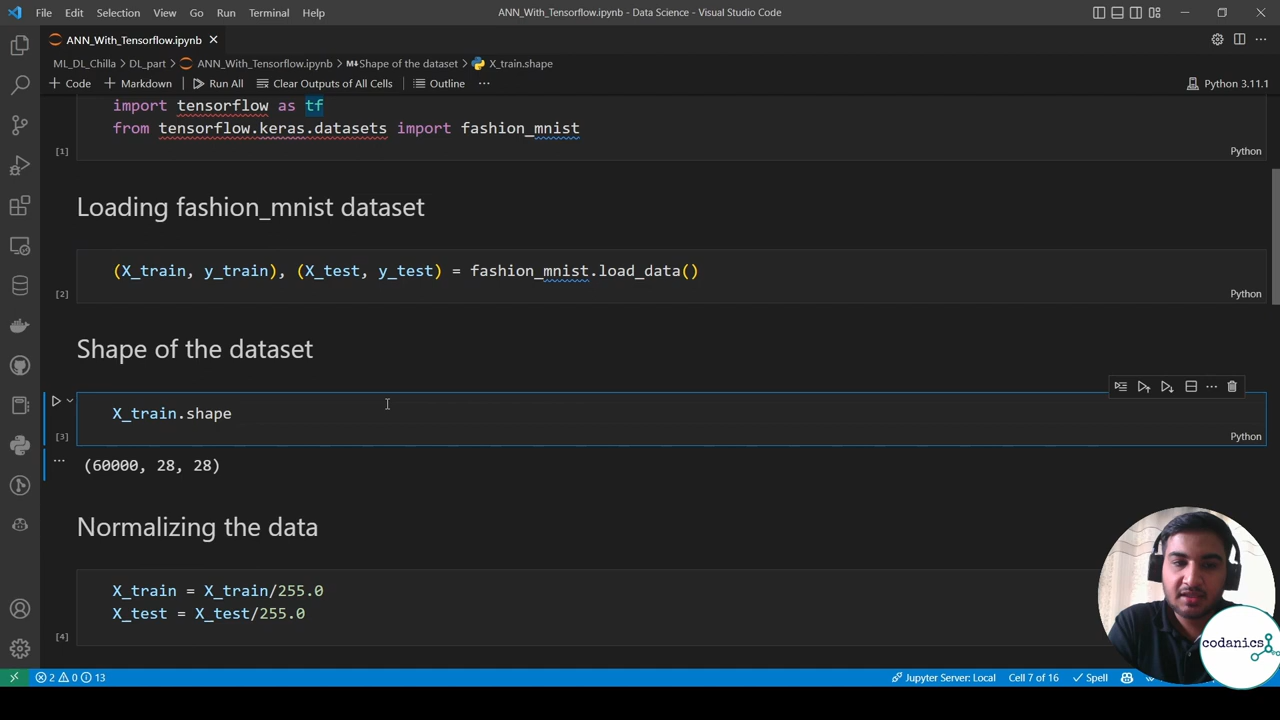 File Edit Selection View Go Run Terminal Help ANN_With_Tensorflow.ipynb - Data Science - Visual Studio Code
ANN_With_Tensorflow.ipynb
ML_DL_Chilla > DL_part > ANN_With_Tensorflow.ipynb > Shape of the dataset > X_train.shape
+ Code + Markdown Run All Clear Outputs of All Cells Outline ... Python 3.11.1
import tensorflow as tf
from tensorflow.keras.datasets import fashion_mnist
[1] Python
Loading fashion_mnist dataset
(X_train, y_train), (X_test, y_test) = fashion_mnist.load_data()
[2] Python
Shape of the dataset
X_train.shape
[3] Python
(60000, 28, 28)
Normalizing the data
X_train = X_train/255.0
X_test = X_test/255.0
[4]
codanics
2 0 13 Jupyter Server: Local Cell 7 of 16 Spell